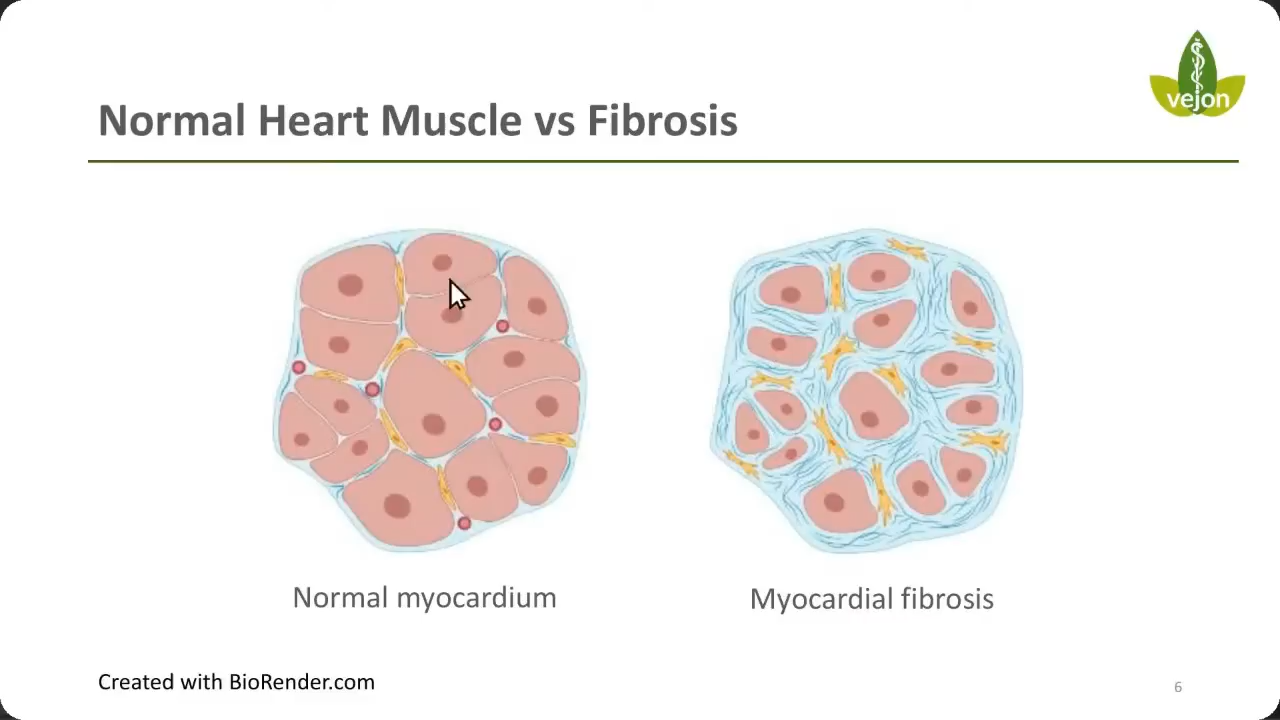 vejon
Normal Heart Muscle vs Fibrosis
Normal myocardium
Myocardial fibrosis
Created with BioRender.com
6